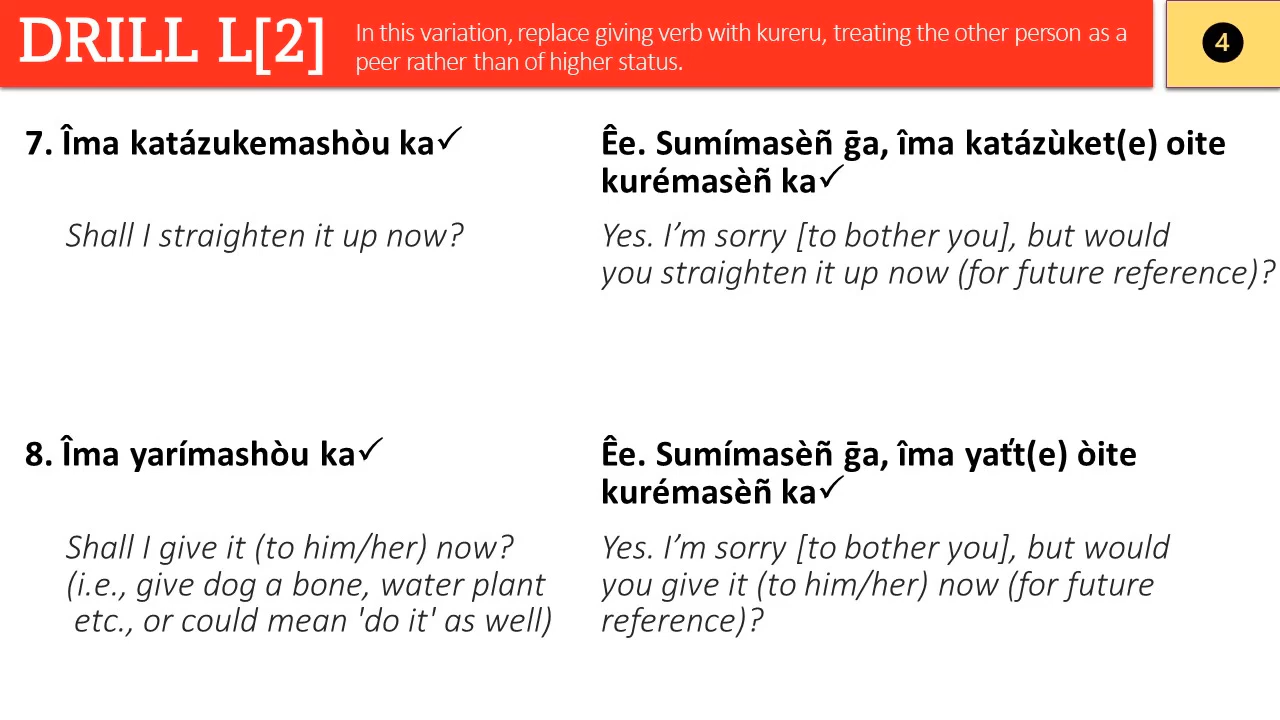 DRILL L[2]
In this variation, replace giving verb with kureru, treating the other person as a
peer rather than of higher status.
4
7. Îma katázukemashòu ka✓
Êe. Sumímasèñ ḡa, îma katázùket(e) oite
kurémasèñ ka✓
Shall I straighten it up now?
Yes. I’m sorry [to bother you], but would
you straighten it up now (for future reference)?
8. Îma yarímashòu ka✓
Êe. Sumímasèñ ḡa, îma yat̛t(e) òite
kurémasèñ ka✓
Shall I give it (to him/her) now?
(i.e., give dog a bone, water plant
etc., or could mean 'do it' as well)
Yes. I’m sorry [to bother you], but would
you give it (to him/her) now (for future
reference)?